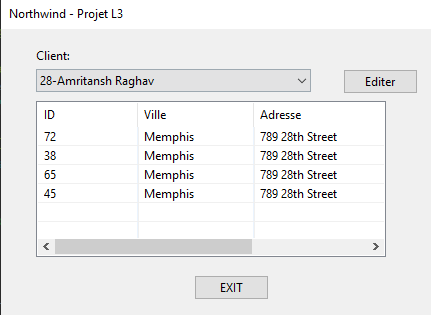 Northwind - Projet L3
Client:
28-Amritansh Raghav
Editer
ID Ville Adresse
72 Memphis 789 28th Street
38 Memphis 789 28th Street
65 Memphis 789 28th Street
45 Memphis 789 28th Street
EXIT